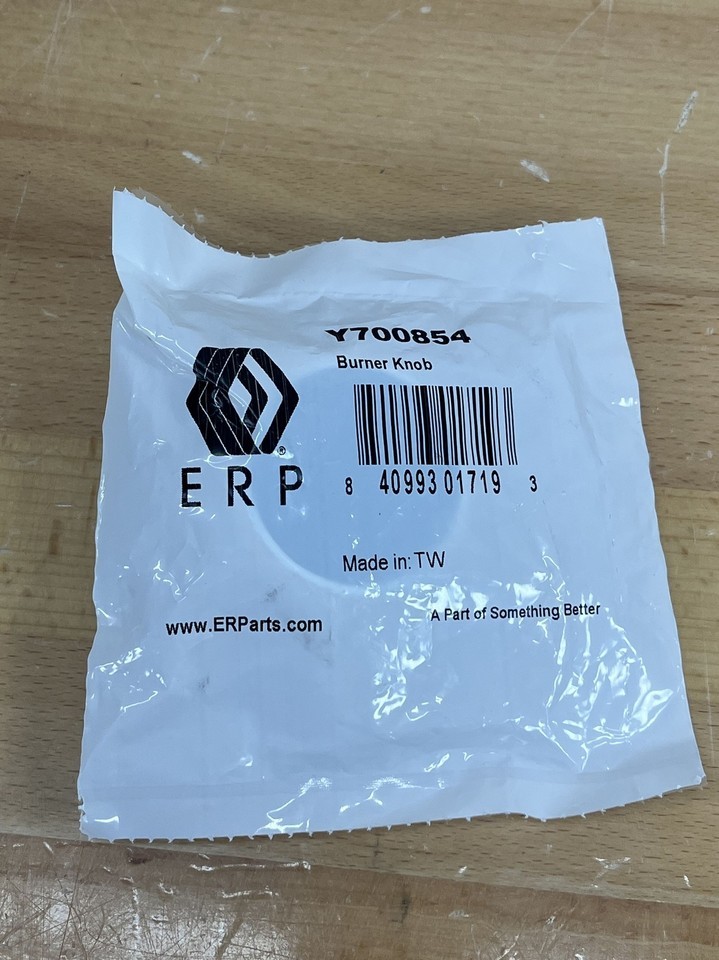 Y700854
Burner Knob
®
ERP
8 40993 01719 3
Made in: TW
www.ERParts.com
A Part of Something Better